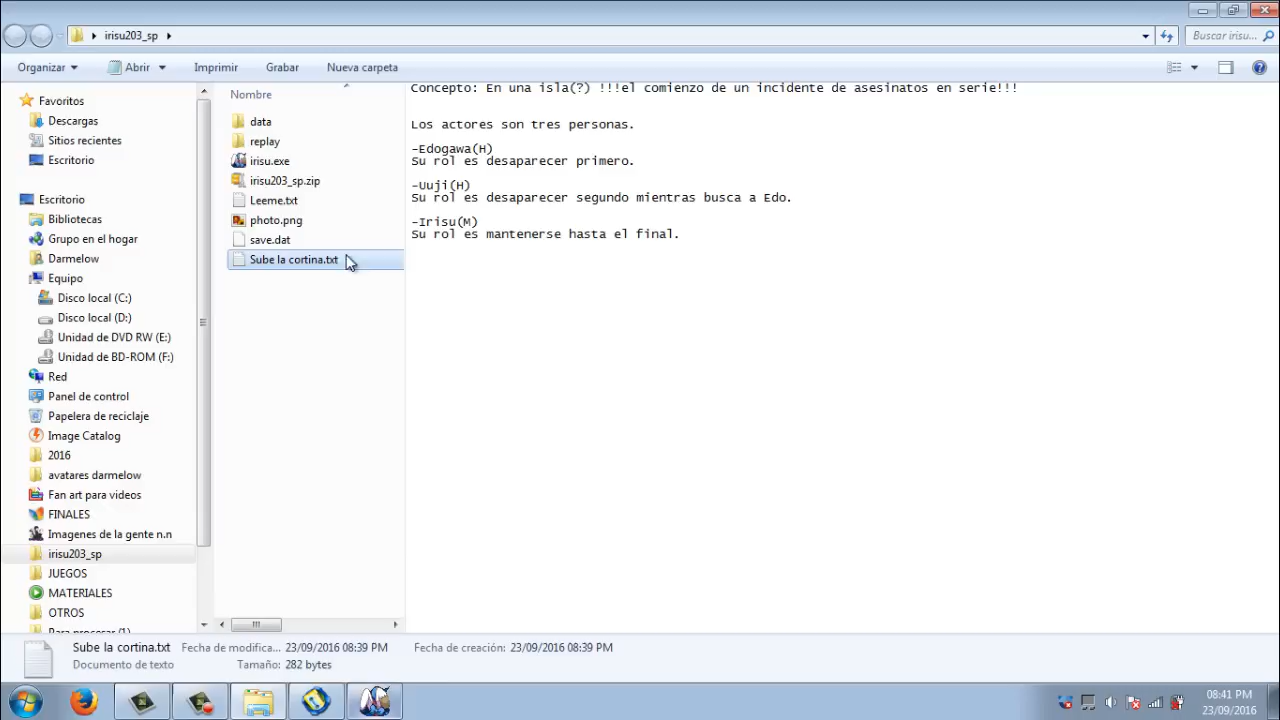 irisu203_sp
Buscar irisu...
Organizar
Abrir
Imprimir
Grabar
Nueva carpeta
Favoritos
Descargas
Sitios recientes
Escritorio
Escritorio
Bibliotecas
Grupo en el hogar
Darmelow
Equipo
Disco local (C:)
Disco local (D:)
Unidad de DVD RW (E:)
Unidad de BD-ROM (F:)
Red
Panel de control
Papelera de reciclaje
Image Catalog
2016
avatares darmelow
Fan art para videos
FINALES
Imagenes de la gente n.n
irisu203_sp
JUEGOS
MATERIALES
OTROS
Para procesar (1)
Nombre
data
replay
irisu.exe
irisu203_sp.zip
Leeme.txt
photo.png
save.dat
Sube la cortina.txt
Concepto: En una isla(?) !!!el comienzo de un incidente de asesinatos en serie!!!
Los actores son tres personas.
-Edogawa(H)
Su rol es desaparecer primero.
-Uuji(H)
Su rol es desaparecer segundo mientras busca a Edo.
-Irisu(M)
Su rol es mantenerse hasta el final.
Sube la cortina.txt Fecha de modifica... 23/09/2016 08:39 PM Fecha de creación: 23/09/2016 08:39 PM
Documento de texto Tamaño: 282 bytes
08:41 PM
23/09/2016